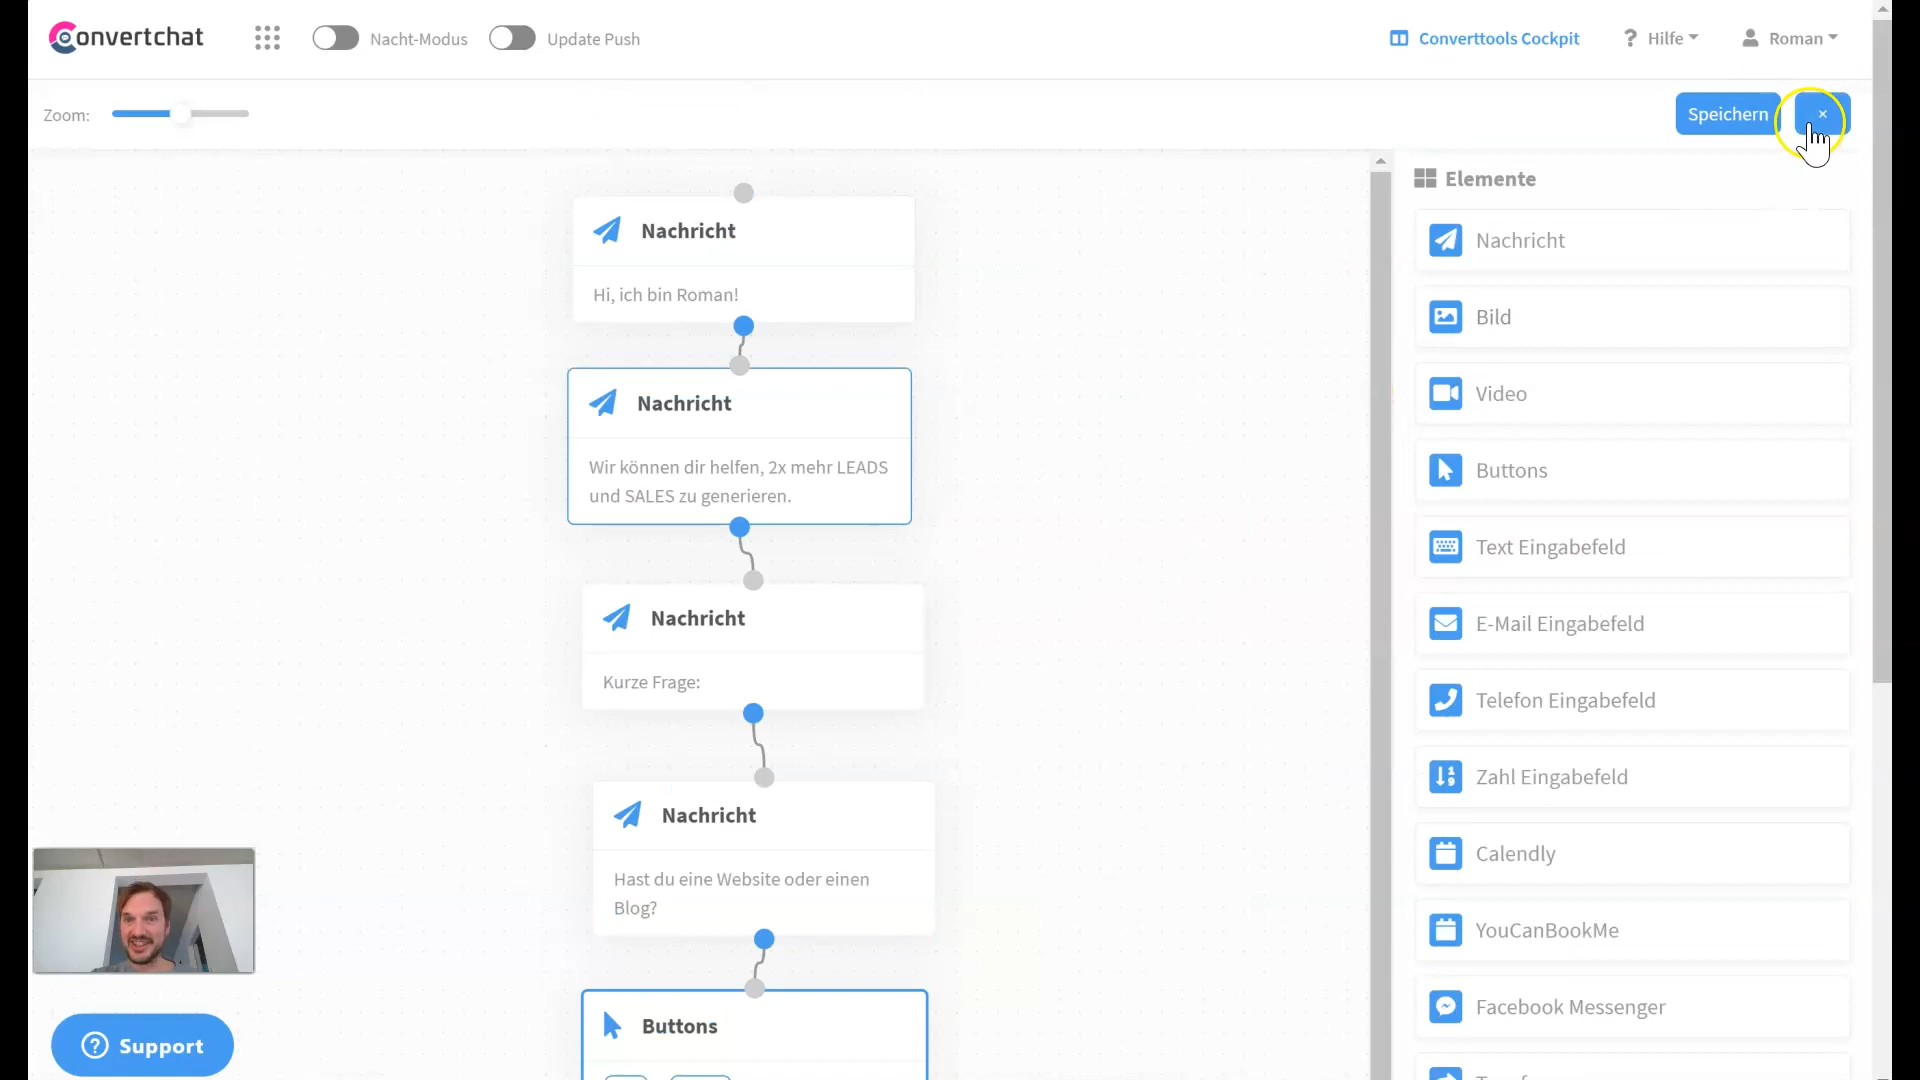 Convertchat
Nacht-Modus
Update Push
Converttools Cockpit
? Hilfe
Roman
Zoom:
Speichern
×
Elemente
Nachricht
Hi, ich bin Roman!
Nachricht
Wir können dir helfen, 2x mehr LEADS
und SALES zu generieren.
Nachricht
Kurze Frage:
Nachricht
Hast du eine Website oder einen
Blog?
Buttons
Nachricht
Bild
Video
Buttons
Text Eingabefeld
E-Mail Eingabefeld
Telefon Eingabefeld
Zahl Eingabefeld
Calendly
YouCanBookMe
Facebook Messenger
? Support